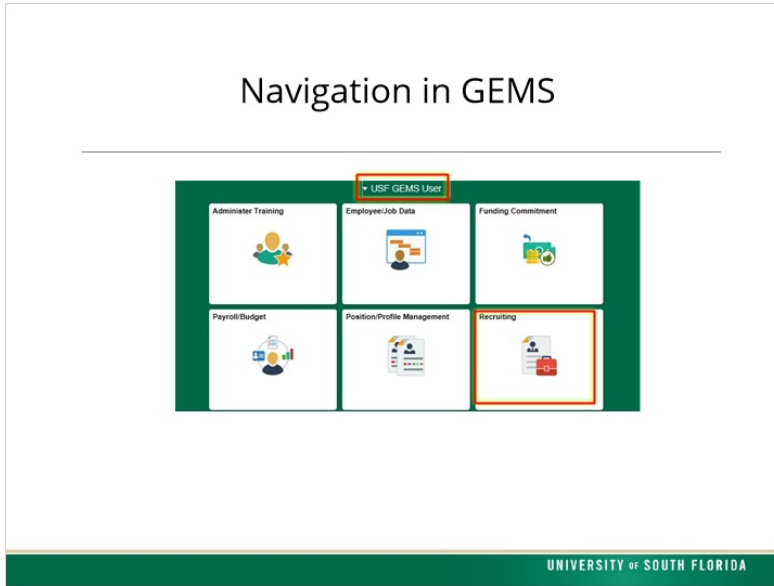 Navigation in GEMS
USF GEMS User
Administer Training
Employee/Job Data
Funding Commitment
Payroll/Budget
Position/Profile Management
Recruiting
UNIVERSITY OF SOUTH FLORIDA